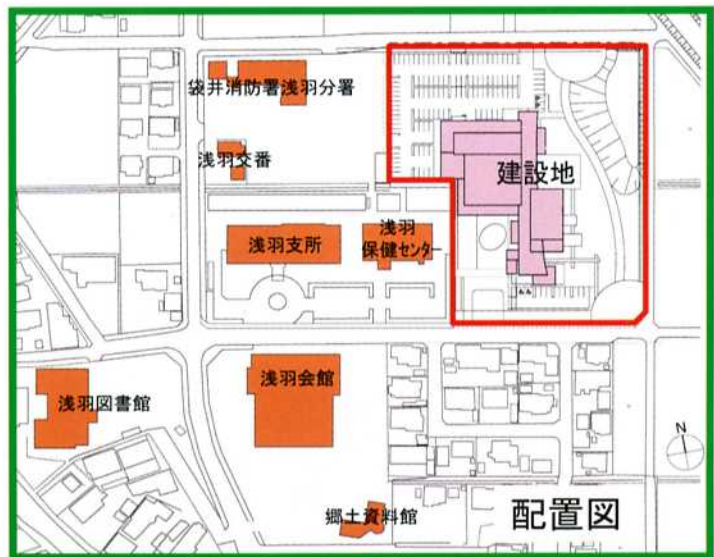 袋井消防署浅羽分署
浅羽交番
建設地
浅羽支所
浅羽
保健センター
浅羽会館
浅羽図書館
N
郷土資料館
配置図